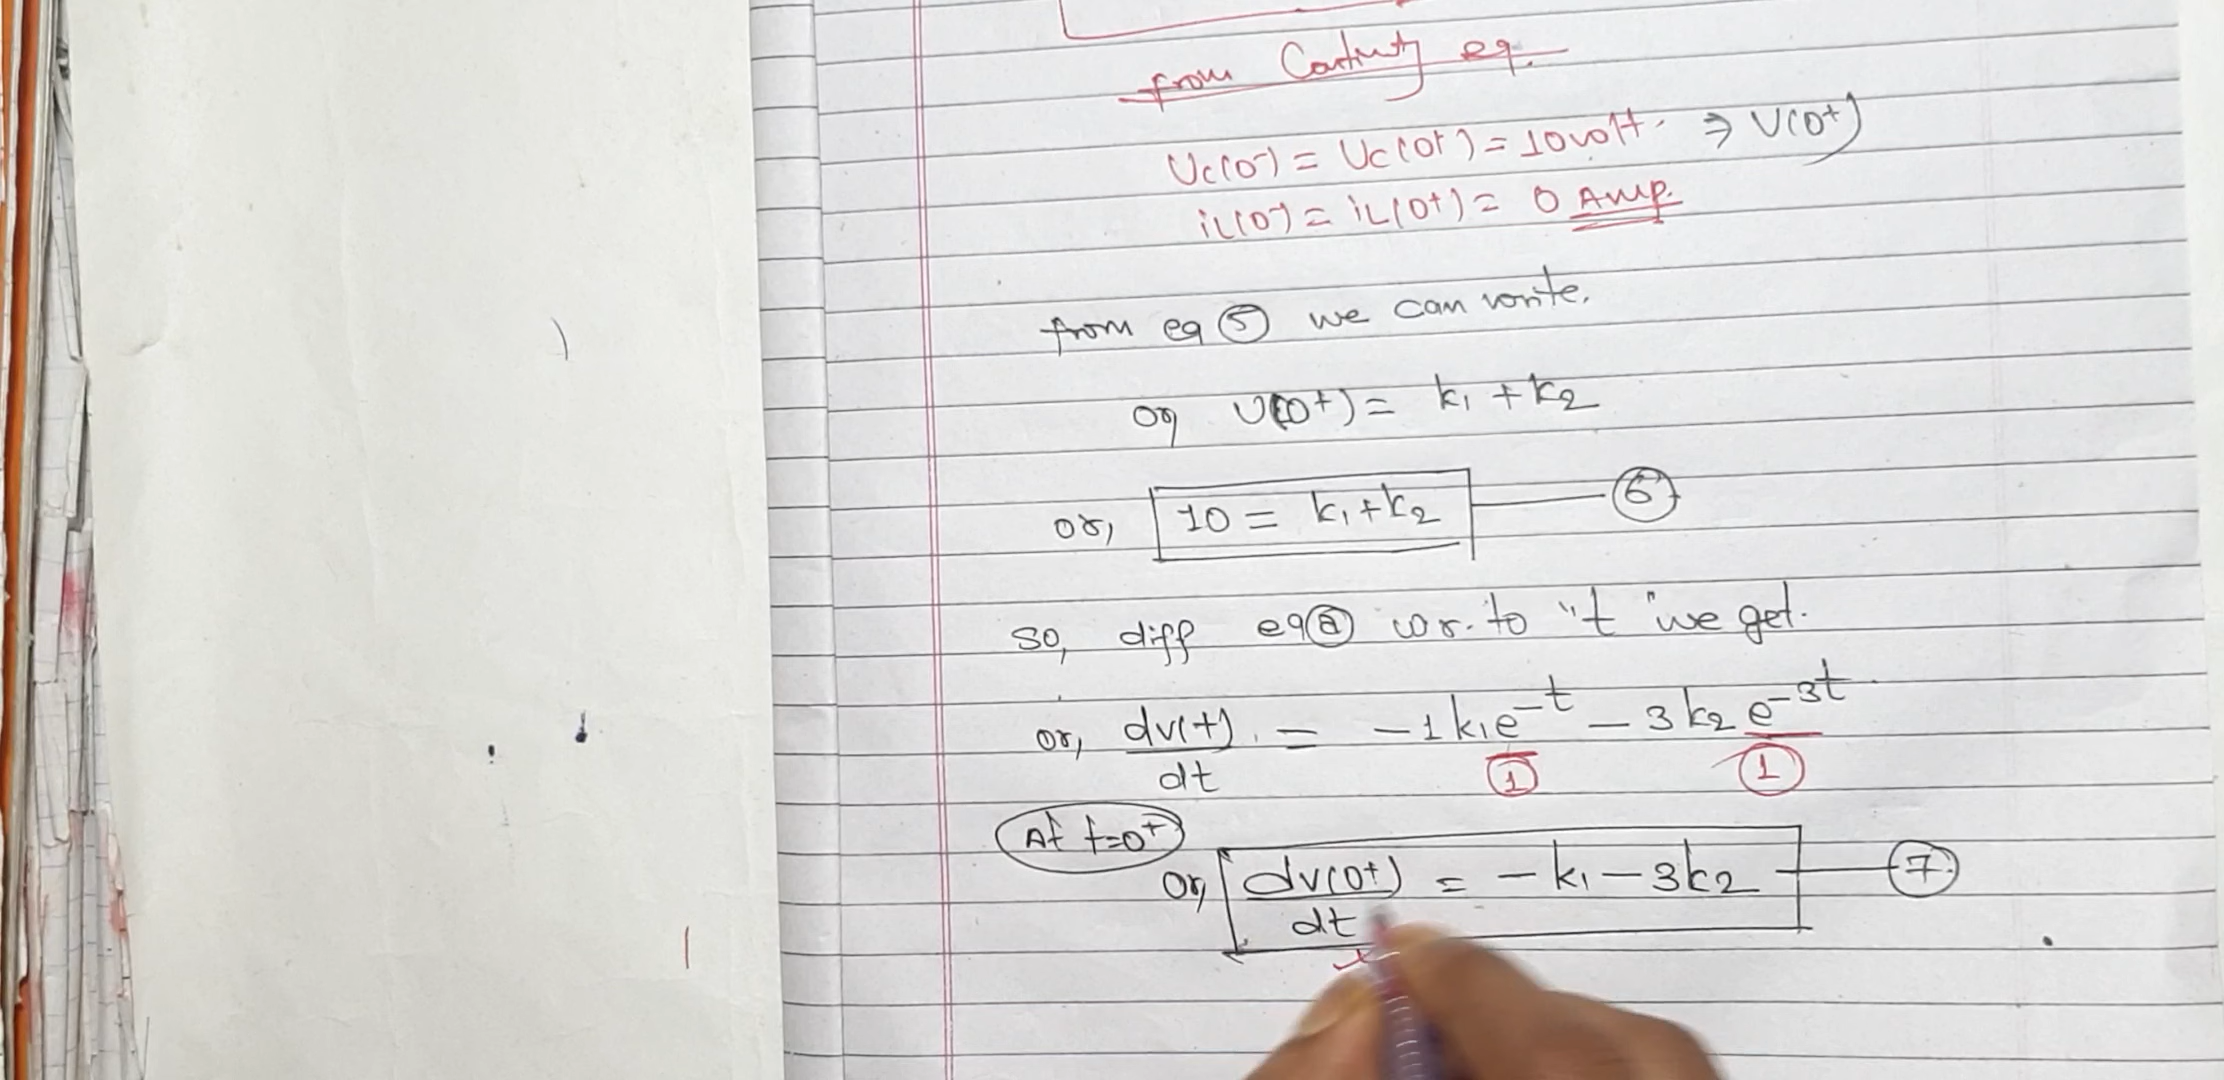 from Continuty eq.
Vc(0⁻) = Vc(0⁺) = 10 volt. ⇒ V(0⁺)
iL(0⁻) = iL(0⁺) = 0 Amp.
from eq ⑤ we can write.
or V(0⁺) = k₁ + k₂
or, 10 = k₁ + k₂ ⑥
so, diff eq wr. to "t" we get.
or, dv(t)/dt = -1k₁e^-t - 3k₂e^-3t
① ①
At t=0⁺
or, dv(0⁺)/dt = -k₁ - 3k₂ ⑦